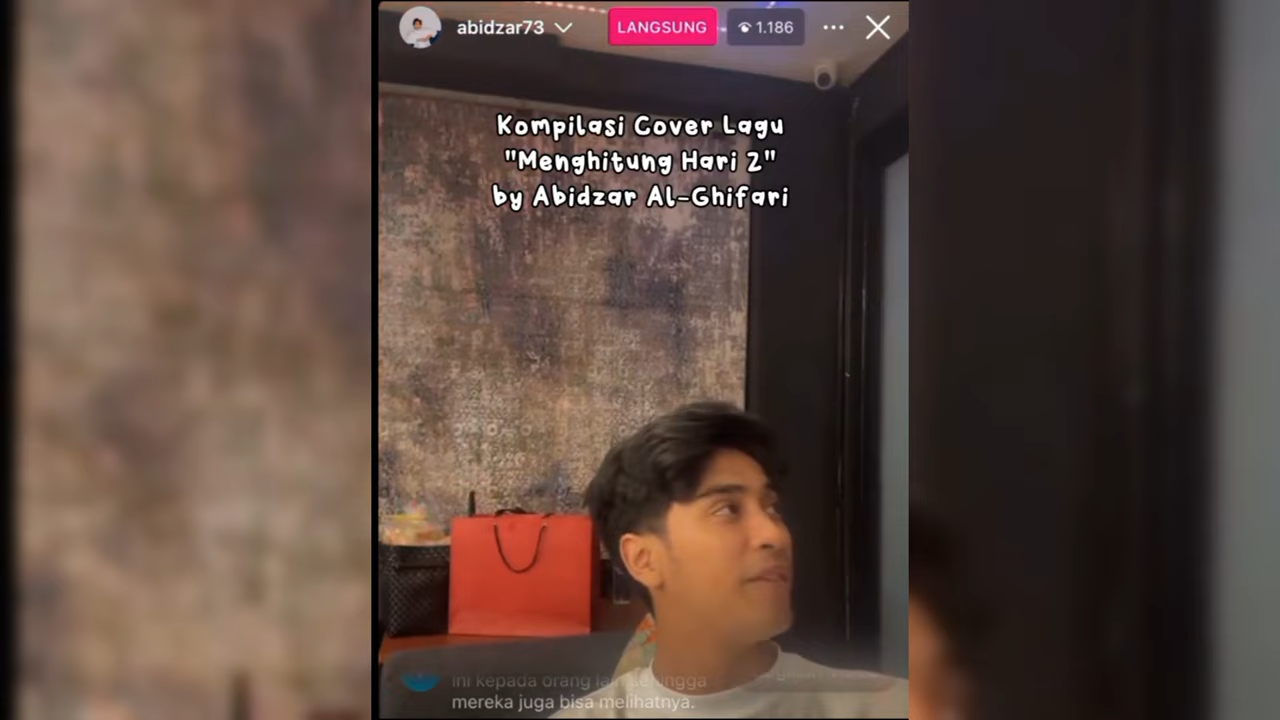 abidzar73
LANGSUNG
1.186
Kompilasi Cover Lagu
"Menghitung Hari 2"
by Abidzar Al-Ghifari
ini kepada orang lain sehingga
mereka juga bisa melihatnya.